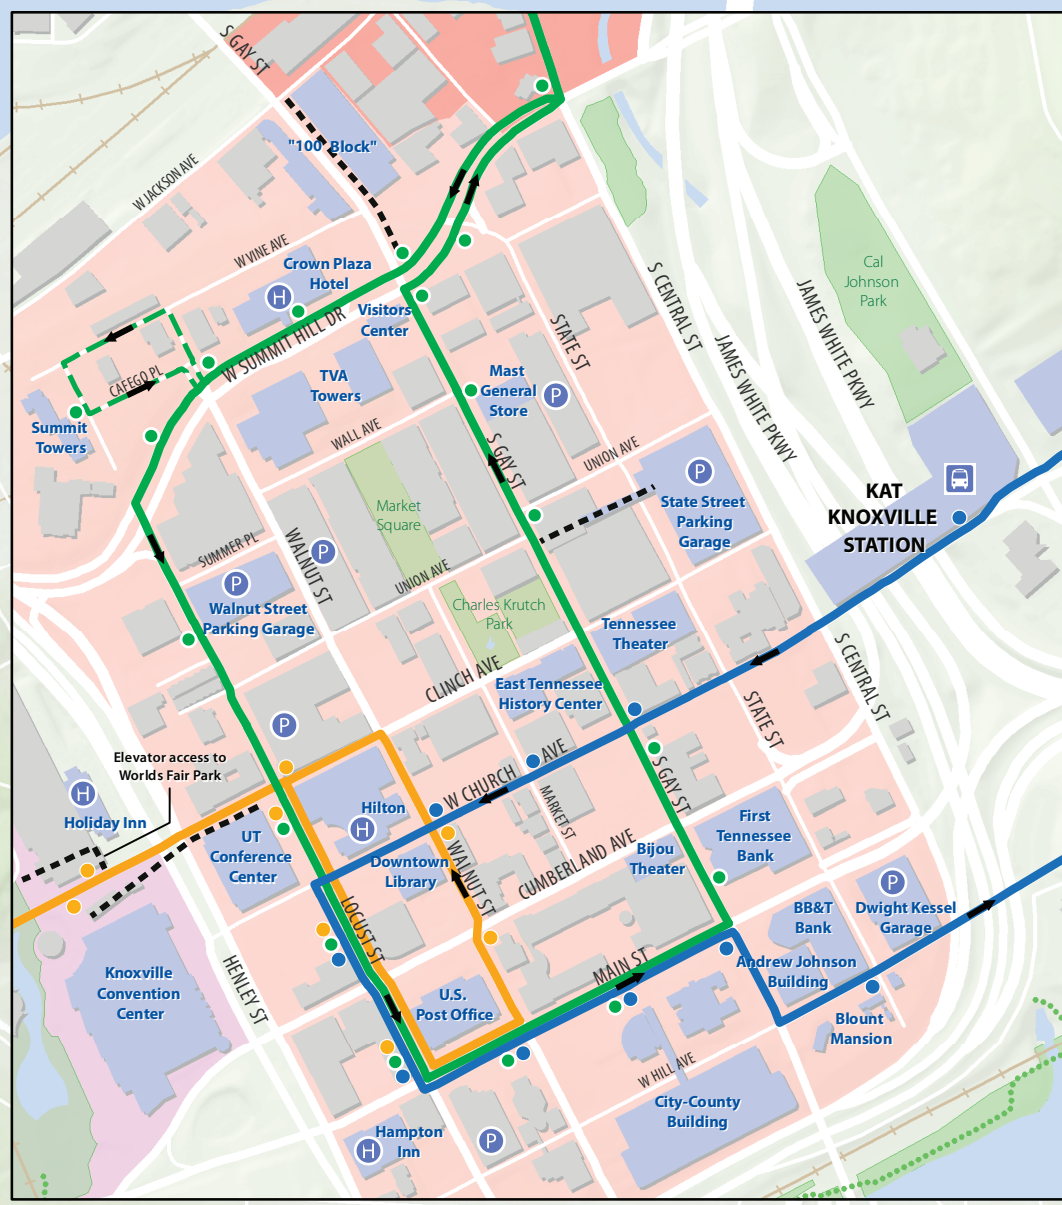 S GAY ST
"100 Block"
W JACKSON AVE
W VINE AVE
Crown Plaza
Hotel
H
Visitors
Center
W SUMMIT HILL DR
CAFEGO PL
Summit
Towers
TVA
Towers
WALL AVE
Mast
General
Store
P
STATE ST
S CENTRAL ST
JAMES WHITE PKWY
JAMES WHITE PKWY
Cal
Johnson
Park
S GAY ST
UNION AVE
P
State Street
Parking
Garage
KAT
KNOXVILLE
STATION
Market
Square
SUMMER PL
WALNUT ST
P
P
Walnut Street
Parking Garage
UNION AVE
Charles Krutch
Park
Tennessee
Theater
CLINCH AVE
East Tennessee
History Center
S CENTRAL ST
STATE ST
P
Elevator access to
Worlds Fair Park
H
Holiday Inn
Hilton
H
W CHURCH AVE
MARKET ST
S GAY ST
First
Tennessee
Bank
UT
Conference
Center
Downtown
Library
WALNUT ST
CUMBERLAND AVE
Bijou
Theater
P
Dwight Kessel
Garage
BB&T
Bank
LOCUST ST
HENLEY ST
Knoxville
Convention
Center
U.S.
Post Office
MAIN ST
Andrew Johnson
Building
Blount
Mansion
W HILL AVE
City-County
Building
Hampton
Inn
H
P